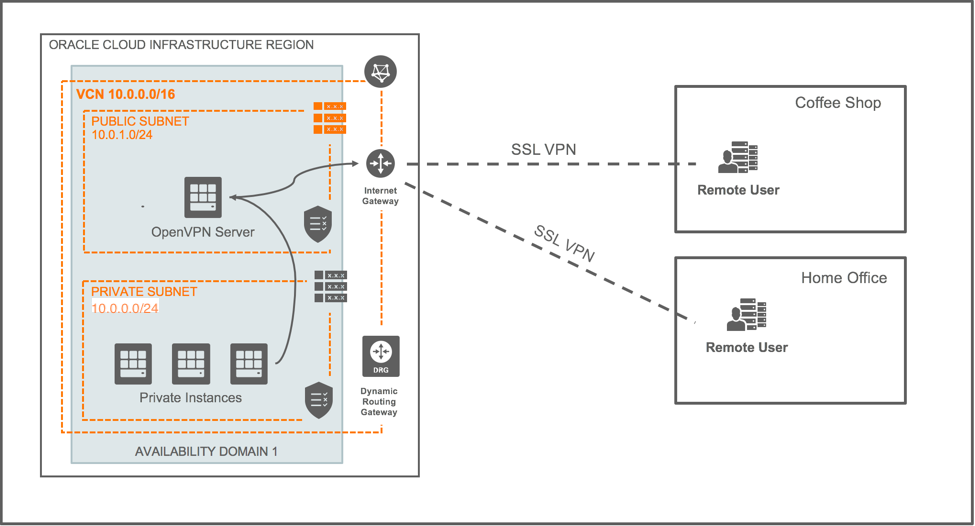 ORACLE CLOUD INFRASTRUCTURE REGION
VCN 10.0.0.0/16
PUBLIC SUBNET
10.0.1.0/24
x.x.x
x.x.x
x.x.x
OpenVPN Server
Internet
Gateway
PRIVATE SUBNET
10.0.0.0/24
x.x.x
x.x.x
x.x.x
Private Instances
DRG
Dynamic
Routing
Gateway
AVAILABILITY DOMAIN 1
SSL VPN
SSL VPN
Coffee Shop
Remote User
Home Office
Remote User